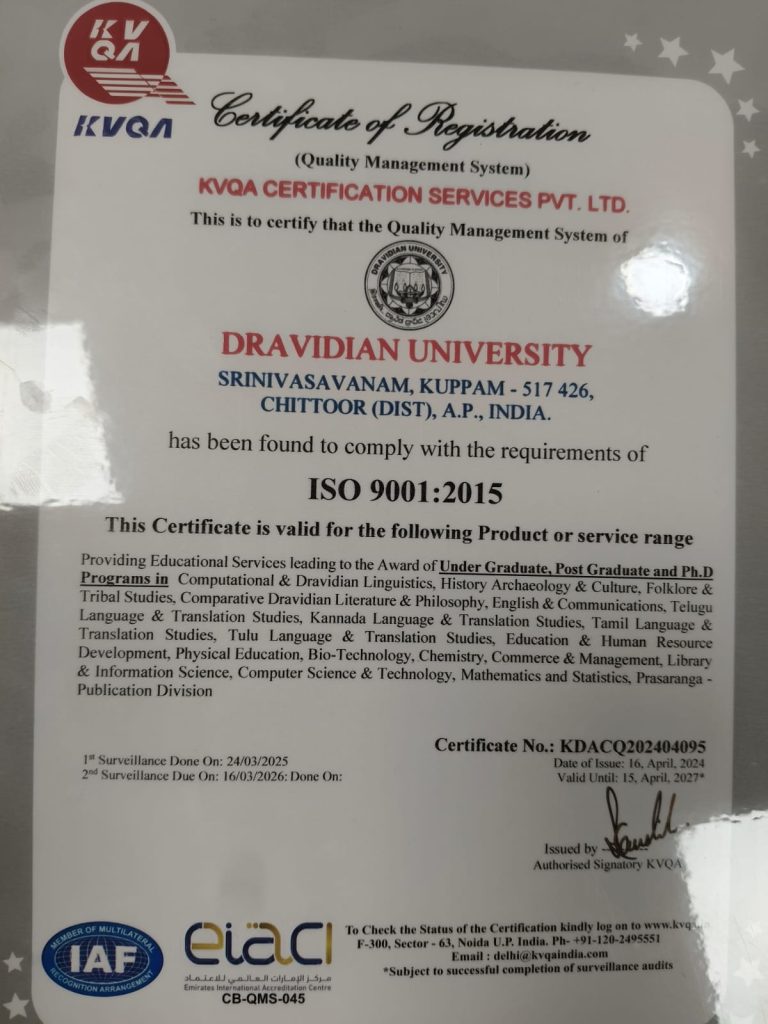 KV
QA
KVQA
Certificate of Registration
(Quality Management System)
KVQA CERTIFICATION SERVICES PVT. LTD.
This is to certify that the Quality Management System of
DRAVIDIAN UNIVERSITY
DRAVIDIAN UNIVERSITY
SRINIVASAVANAM, KUPPAM - 517 426,
CHITTOOR (DIST), A.P., INDIA.
has been found to comply with the requirements of
ISO 9001:2015
This Certificate is valid for the following Product or service range
Providing Educational Services leading to the Award of Under Graduate, Post Graduate and Ph.D
Programs in Computational & Dravidian Linguistics, History Archaeology & Culture, Folklore &
Tribal Studies, Comparative Dravidian Literature & Philosophy, English & Communications, Telugu
Language & Translation Studies, Kannada Language & Translation Studies, Tamil Language &
Translation Studies, Tulu Language & Translation Studies, Education & Human Resource
Development, Physical Education, Bio-Technology, Chemistry, Commerce & Management, Library
& Information Science, Computer Science & Technology, Mathematics and Statistics, Prasaranga -
Publication Division
Certificate No.: KDACQ202404095
Date of Issue: 16, April, 2024
Valid Until: 15, April, 2027*
1st Surveillance Done On: 24/03/2025
2nd Surveillance Due On: 16/03/2026: Done On:
Issued by
Authorised Signatory KVQA
MEMBER OF MULTILATERAL
IAF
RECOGNITION ARRANGEMENT
eiaci
مركز الإمارات العالمي للاعتماد
Emirates International Accreditation Centre
CB-QMS-045
To Check the Status of the Certification kindly log on to www.kvq
F-300, Sector - 63, Noida U.P. India. Ph- +91-120-2495551
Email : delhi@kvqaindia.com
*Subject to successful completion of surveillance audits